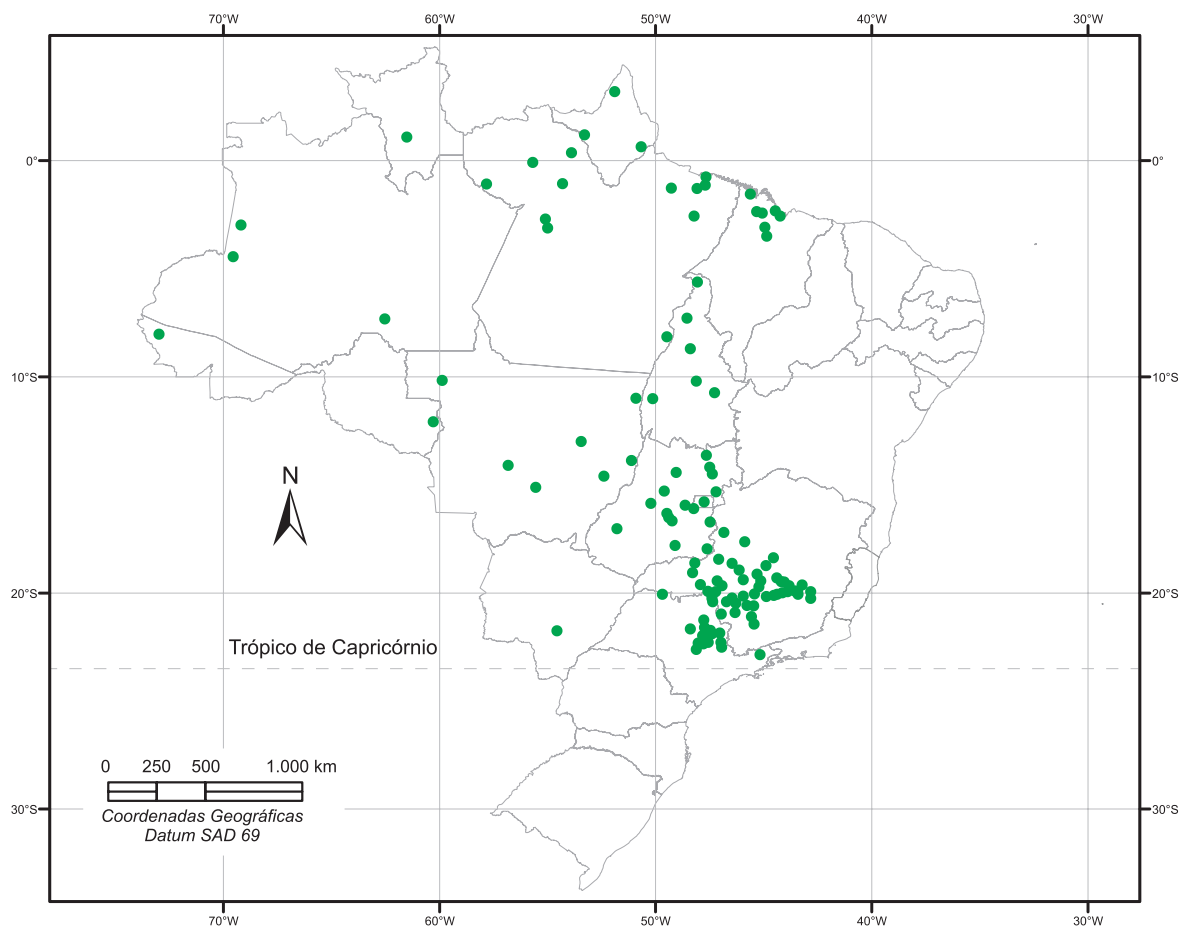 70°W 60°W 50°W 40°W 30°W
0° 0°
10°S 10°S
N
20°S 20°S
Trópico de Capricórnio
0 250 500 1.000 km
Coordenadas Geográficas
Datum SAD 69
30°S 30°S
70°W 60°W 50°W 40°W 30°W